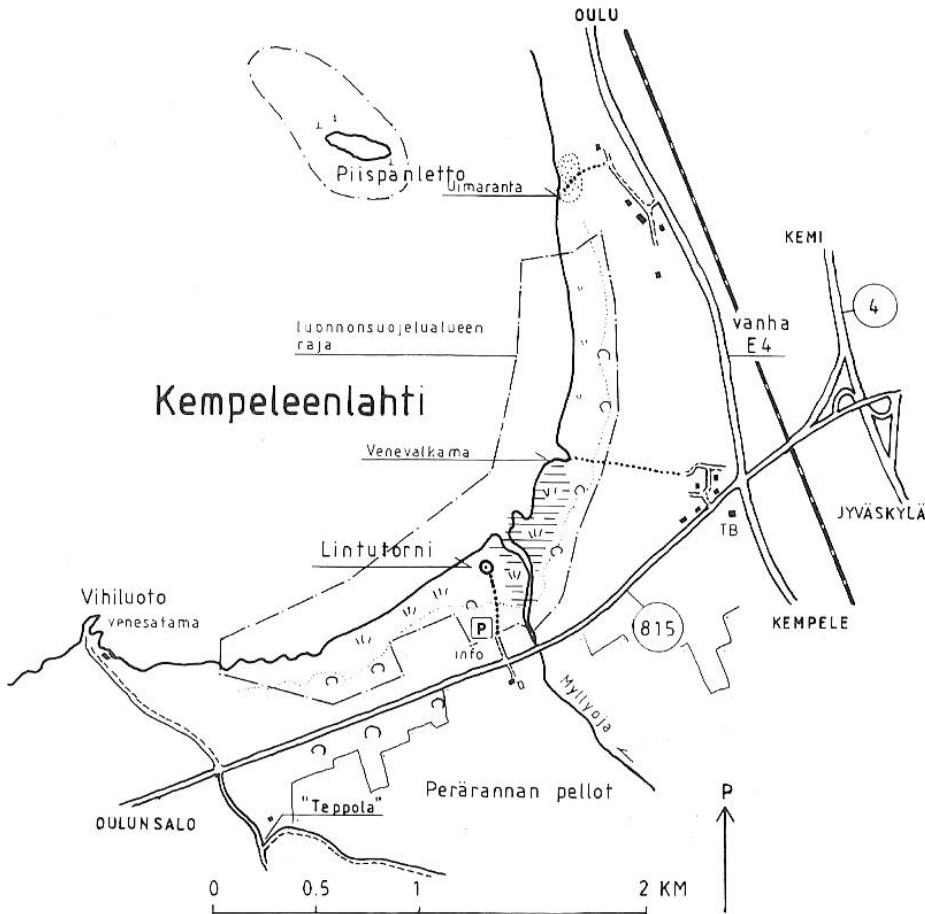 OULU
Piispanletto
Uimaranta
KEMI
4
luonnonsuojelualueen
raja
vanha
E4
Kempeleenlahti
Venevalkama
TB
JYVÄSKYLÄ
Lintutorni
Vihiluoto
venesatama
P
info
815
KEMPELE
Myllyoja
Perärannan pellot
P
"Teppola"
OULUNSALO
0 0.5 1 2 KM